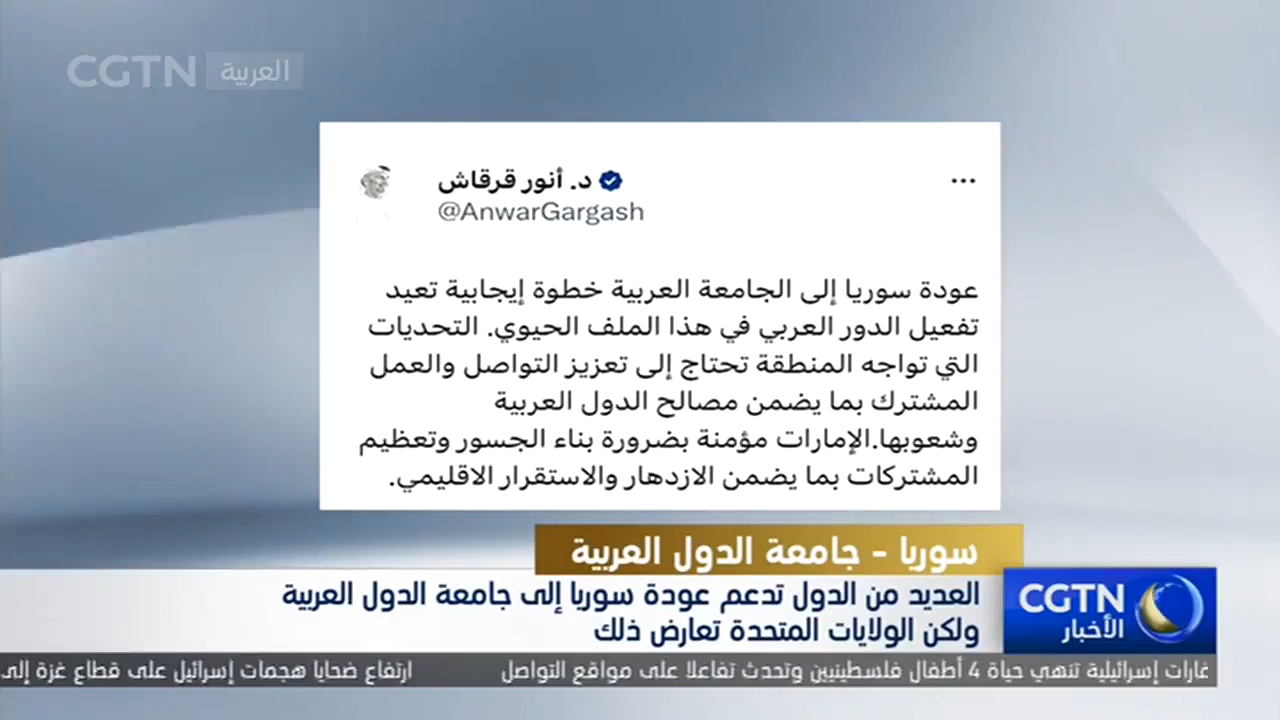 CGTN العربية
د. أنور قرقاش
@AnwarGargash
عودة سوريا إلى الجامعة العربية خطوة إيجابية تعيد
تفعيل الدور العربي في هذا الملف الحيوي. التحديات
التي تواجه المنطقة تحتاج إلى تعزيز التواصل والعمل
المشترك بما يضمن مصالح الدول العربية
وشعوبها.الإمارات مؤمنة بضرورة بناء الجسور وتعظيم
المشتركات بما يضمن الازدهار والاستقرار الاقليمي.
سوريا - جامعة الدول العربية
العديد من الدول تدعم عودة سوريا إلى جامعة الدول العربية
ولكن الولايات المتحدة تعارض ذلك
CGTN
الأخبار
غارات إسرائيلية تنهي حياة 4 أطفال فلسطينيين وتحدث تفاعلا على مواقع التواصل ارتفاع ضحايا هجمات إسرائيل على قطاع غزة إلى